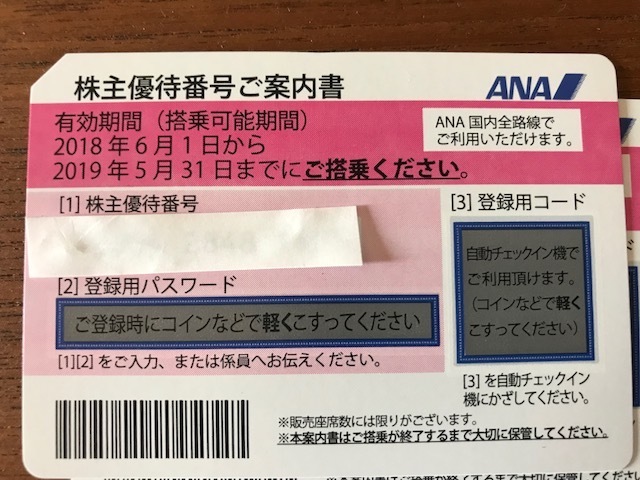 株主優待番号ご案内書
ANA
有効期間（搭乗可能期間）
2018年6月1日から
2019年5月31日までにご搭乗ください。
ANA国内全路線で
ご利用いただけます。
[1] 株主優待番号
[2] 登録用パスワード
ご登録時にコインなどで軽くこすってください
[1][2]をご入力、または係員へお伝えください。
[3] 登録用コード
自動チェックイン機で
ご利用頂けます。
（コインなどで軽く
こすってください）
[3]を自動チェックイン
機にかざしてください。
※販売座席数には限りがございます。
※本案内書はご搭乗が終了するまで大切に保管してください。